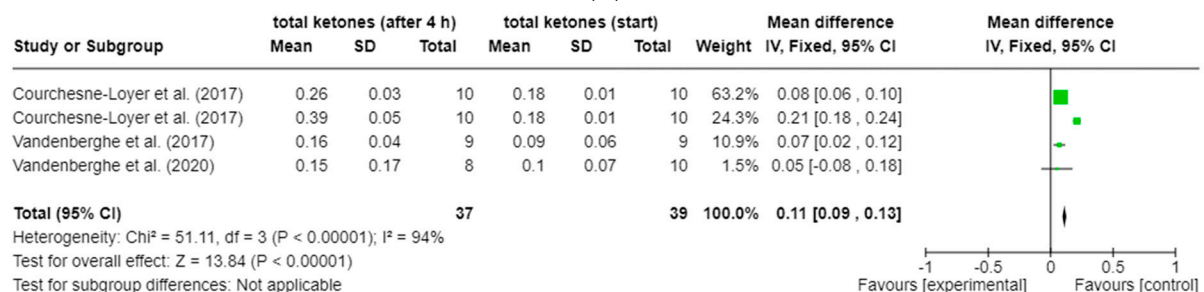 total ketones (after 4 h) total ketones (start) Mean difference Mean difference
Study or Subgroup Mean SD Total Mean SD Total Weight IV, Fixed, 95% CI IV, Fixed, 95% CI
Courchesne-Loyer et al. (2017) 0.26 0.03 10 0.18 0.01 10 63.2% 0.08 [0.06 , 0.10]
Courchesne-Loyer et al. (2017) 0.39 0.05 10 0.18 0.01 10 24.3% 0.21 [0.18 , 0.24]
Vandenberghe et al. (2017) 0.16 0.04 9 0.09 0.06 9 10.9% 0.07 [0.02 , 0.12]
Vandenberghe et al. (2020) 0.15 0.17 8 0.1 0.07 10 1.5% 0.05 [-0.08 , 0.18]
Total (95% CI) 37 39 100.0% 0.11 [0.09 , 0.13]
Heterogeneity: Chi² = 51.11, df = 3 (P < 0.00001); I² = 94%
Test for overall effect: Z = 13.84 (P < 0.00001)
-1 -0.5 0 0.5 1
Test for subgroup differences: Not applicable Favours [experimental] Favours [control]